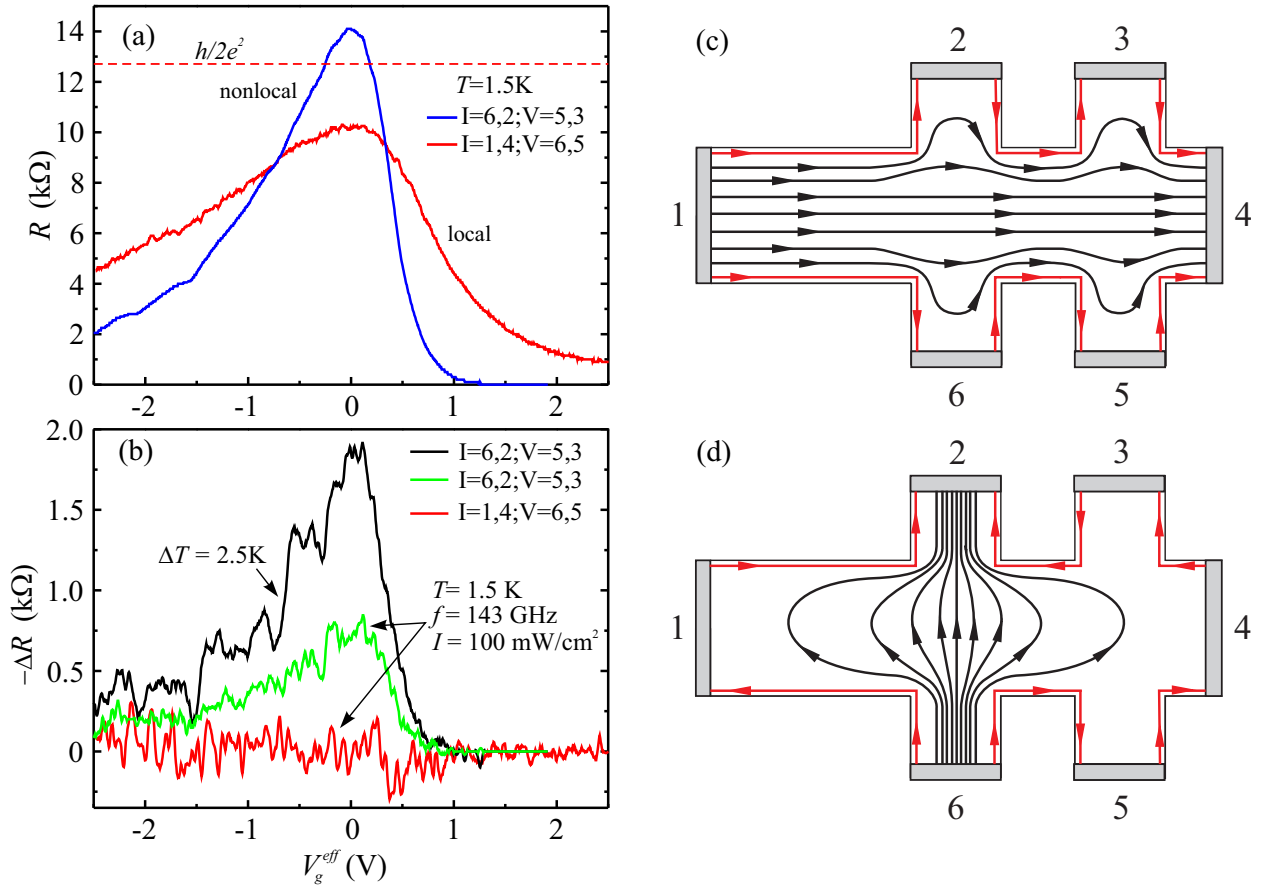 (a)
h/2e²
nonlocal
T=1.5K
I=6,2;V=5,3
I=1,4;V=6,5
local
R (kΩ)
14
12
10
8
6
4
2
0
-2
-1
0
1
2
(b)
I=6,2;V=5,3
I=6,2;V=5,3
I=1,4;V=6,5
ΔT = 2.5K
T= 1.5 K
f = 143 GHz
I = 100 mW/cm²
−ΔR (kΩ)
2.0
1.5
1.0
0.5
0
-2
-1
0
1
2
V_g^eff (V)
(c)
2
3
1
4
6
5
(d)
2
3
1
4
6
5